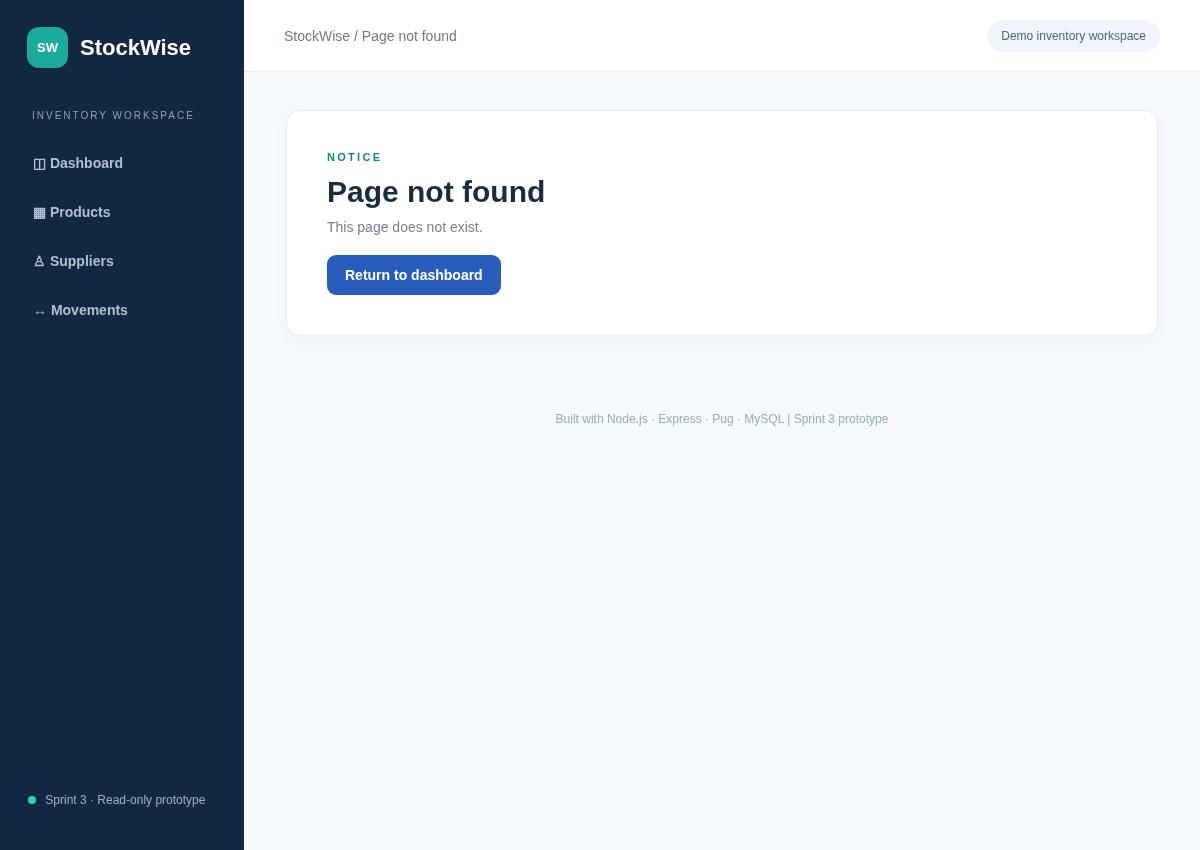 SW StockWise
INVENTORY WORKSPACE
Dashboard
Products
Suppliers
↔ Movements
Sprint 3 · Read-only prototype
StockWise / Page not found
Demo inventory workspace
NOTICE
Page not found
This page does not exist.
Return to dashboard
Built with Node.js · Express · Pug · MySQL | Sprint 3 prototype